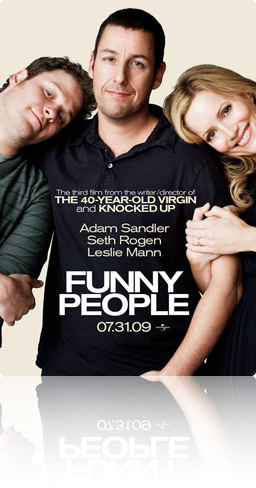 The third film from the writer/director of
THE 40-YEAR-OLD VIRGIN
and KNOCKED UP
Adam Sandler
Seth Rogen
Leslie Mann
FUNNY
PEOPLE
07.31.09